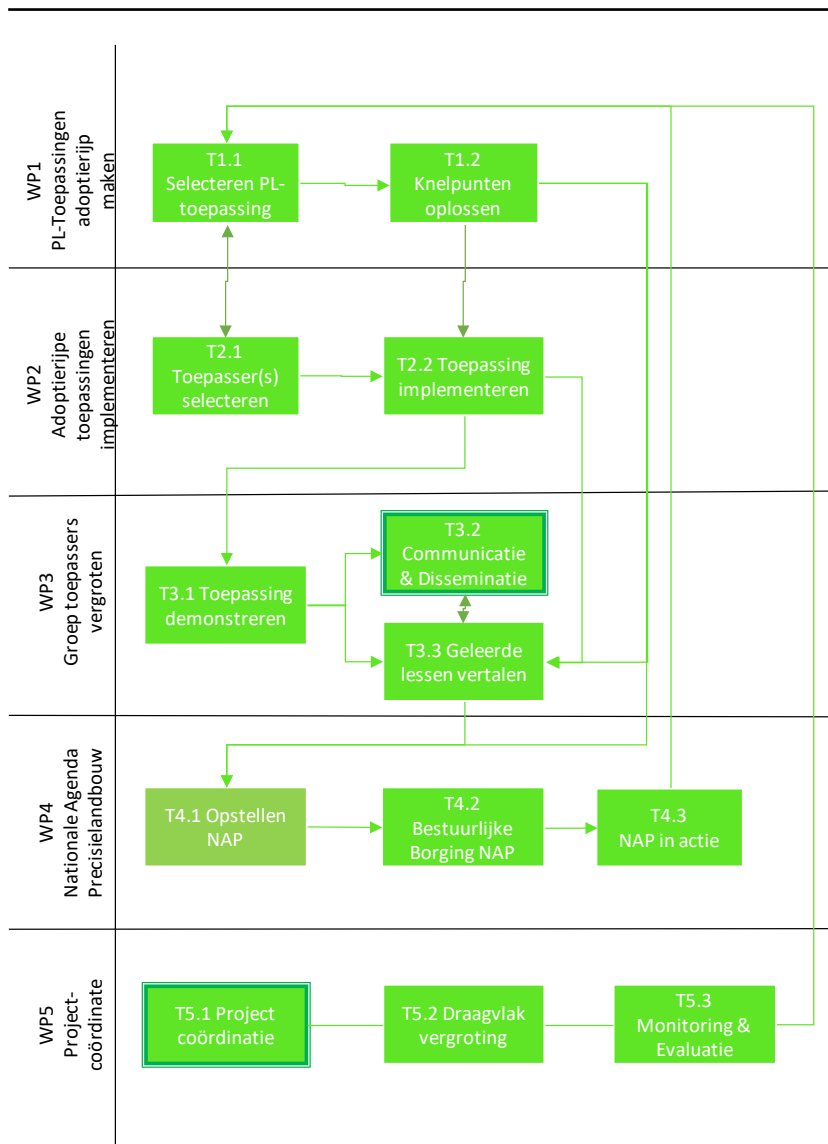 WP1
PL-Toepassingen
adoptierijp
maken
T1.1
Selecteren PL-
toepassing
T1.2
Knelpunten
oplossen
WP2
Adoptierijpe
toepassingen
implementeren
T2.1
Toepasser(s)
selecteren
T2.2 Toepassing
implementeren
WP3
Groep toepassers
vergroten
T3.1 Toepassing
demonstreren
T3.2
Communicatie
& Disseminatie
T3.3 Geleerde
lessen vertalen
WP4
Nationale Agenda
Precisielandbouw
T4.1 Opstellen
NAP
T4.2
Bestuurlijke
Borging NAP
T4.3
NAP in actie
WP5
Project-
coördinate
T5.1 Project
coördinatie
T5.2 Draagvlak
vergroting
T5.3
Monitoring &
Evaluatie